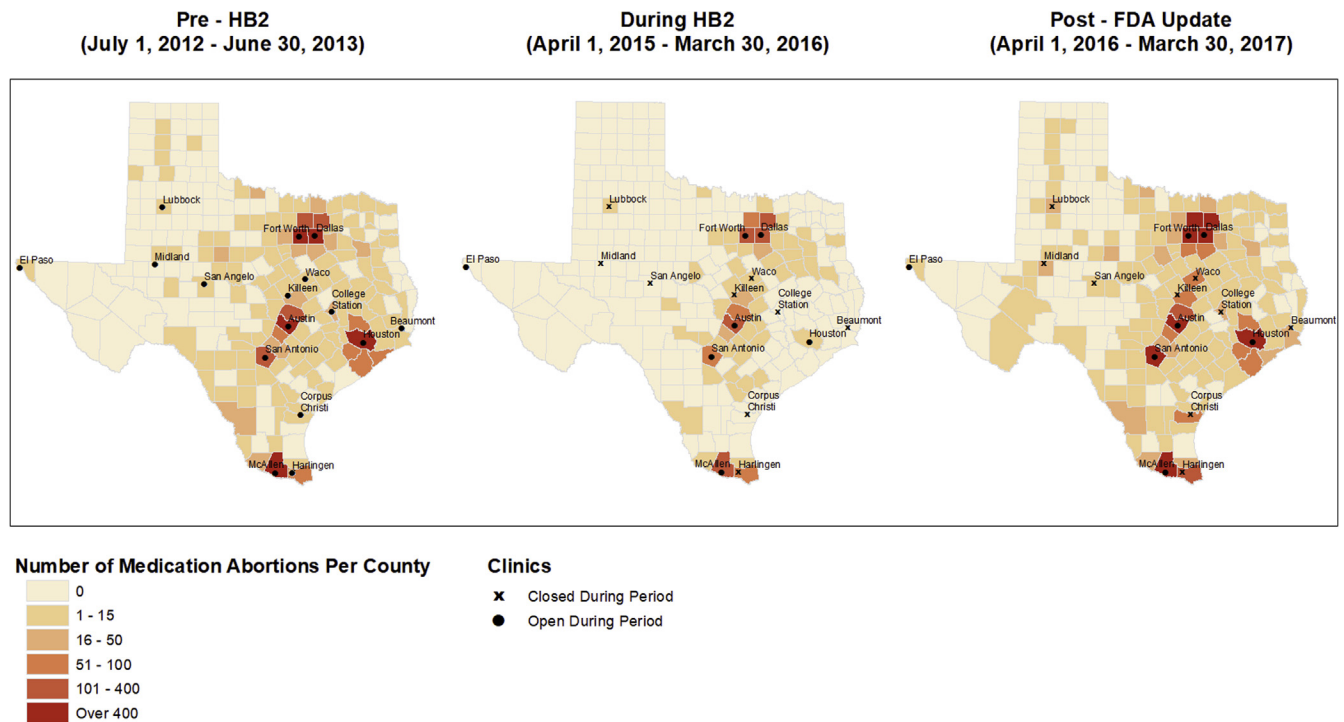 Pre - HB2
(July 1, 2012 - June 30, 2013)
During HB2
(April 1, 2015 - March 30, 2016)
Post - FDA Update
(April 1, 2016 - March 30, 2017)
Lubbock
Fort Worth
Dallas
El Paso
Midland
San Angelo
Waco
Killeen
College
Station
Austin
Beaumont
Houston
San Antonio
Corpus
Christi
McAllen
Harlingen
Lubbock
Fort Worth
Dallas
El Paso
Midland
San Angelo
Waco
Killeen
College
Station
Austin
Beaumont
Houston
San Antonio
Corpus
Christi
McAllen
Harlingen
Lubbock
Fort Worth
Dallas
El Paso
Midland
San Angelo
Waco
Killeen
College
Station
Austin
Beaumont
Houston
San Antonio
Corpus
Christi
McAllen
Harlingen
Number of Medication Abortions Per County
0
1 - 15
16 - 50
51 - 100
101 - 400
Over 400
Clinics
x Closed During Period
Open During Period